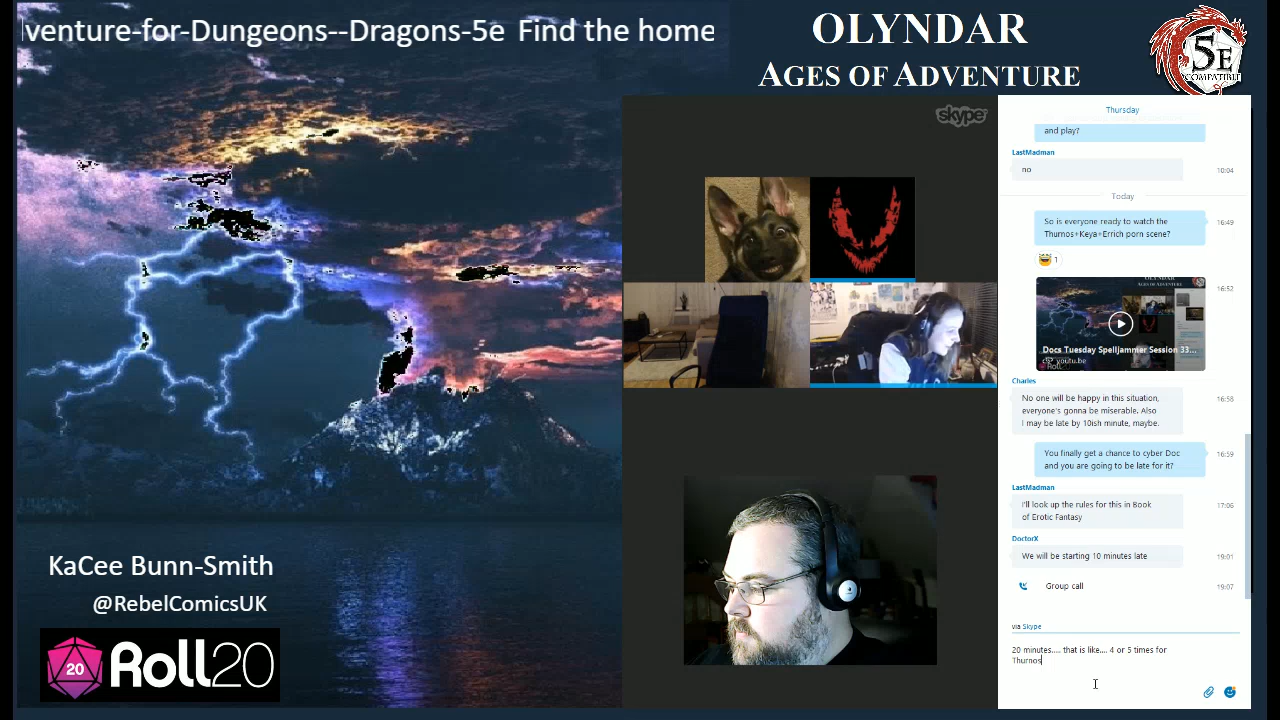 venture-for-Dungeons--Dragons-5e Find the home
OLYNDAR
AGES OF ADVENTURE
5E
COMPATIBLE
skype
KaCee Bunn-Smith
@RebelComicsUK
20
Roll20
Thursday
and play?
LastMadman
no
10:04
Today
So is everyone ready to watch the
Thurnos+Keya+Errich porn scene?
16:49
1
16:52
AGES OF ADVENTURE
Docs Tuesday Spelljammer Session 33...
youtu.be
Charles
No one will be happy in this situation,
everyone's gonna be miserable. Also
I may be late by 10ish minute, maybe.
16:58
You finally get a chance to cyber Doc
and you are going to be late for it?
16:59
LastMadman
I'll look up the rules for this in Book
of Erotic Fantasy
17:06
DoctorX
We will be starting 10 minutes late
19:01
Group call
19:07
via Skype
20 minutes.... that is like.... 4 or 5 times for
Thurnos